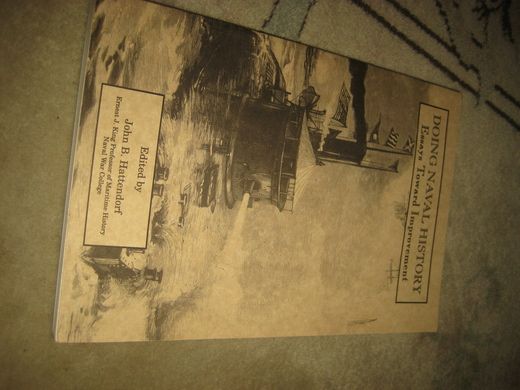 DOING NAVAL HISTORY
Essays Toward Improvement
Edited by
John B. Hattendorf
Ernest J. King Professor of Maritime History
Naval War College